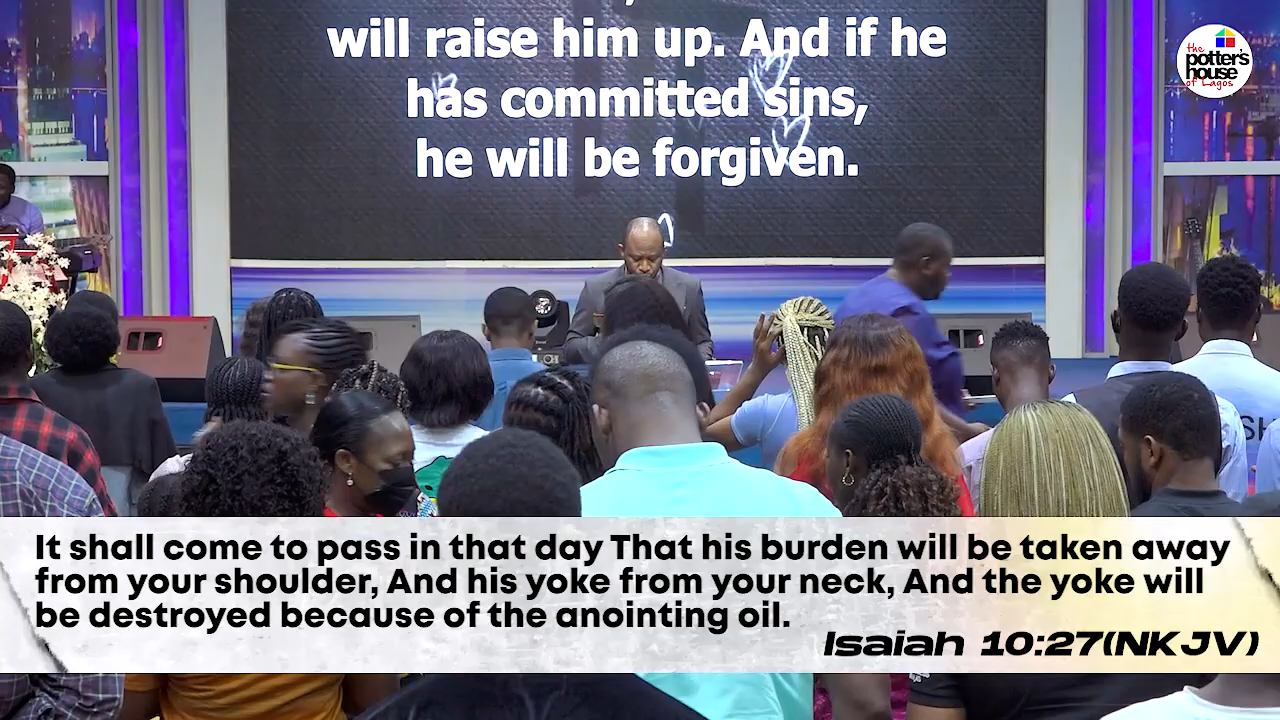 will raise him up. And if he
has committed sins,
he will be forgiven.
the
potter's
house
of Lagos
SH
It shall come to pass in that day That his burden will be taken away
from your shoulder, And his yoke from your neck, And the yoke will
be destroyed because of the anointing oil.
Isaiah 10:27(NKJV)